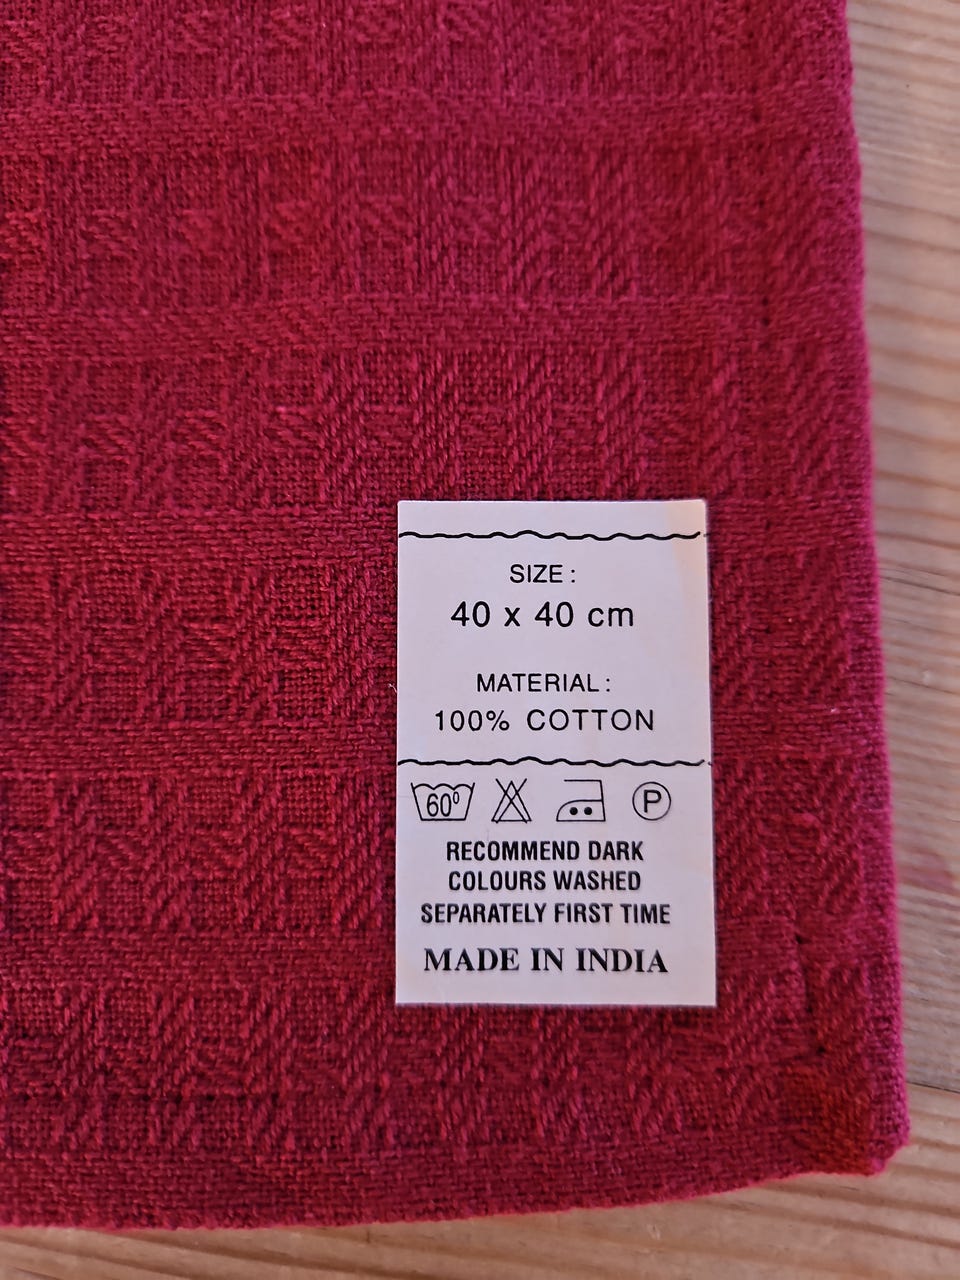 SIZE :
40 x 40 cm
MATERIAL :
100% COTTON
60° P
RECOMMEND DARK
COLOURS WASHED
SEPARATELY FIRST TIME
MADE IN INDIA